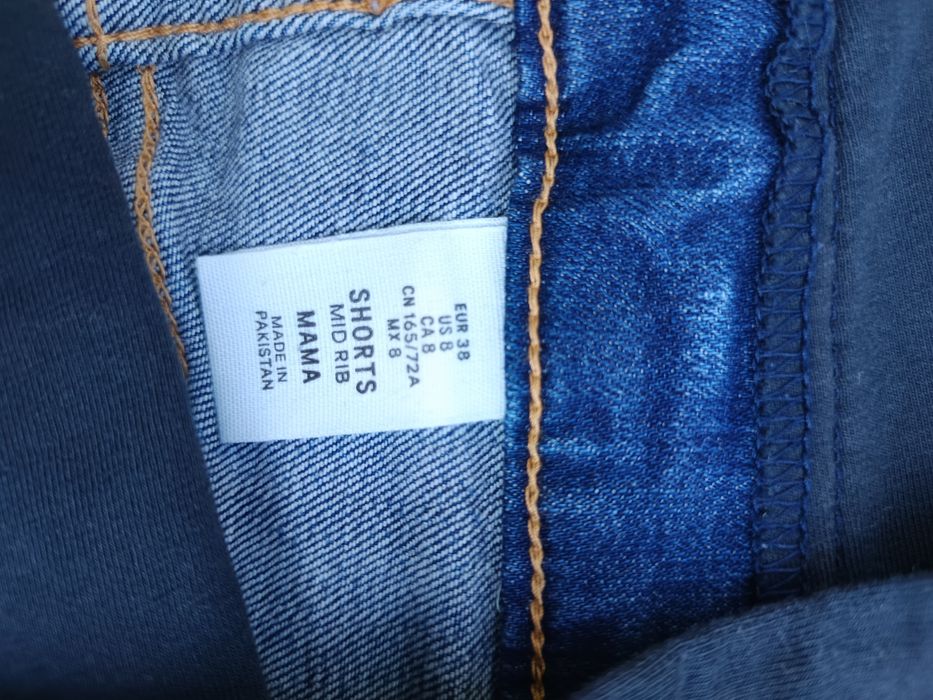 EUR 38
US 8
CA 8
CN 165/72A
MX 8
SHORTS
MID RIB
MAMA
MADE IN
PAKISTAN